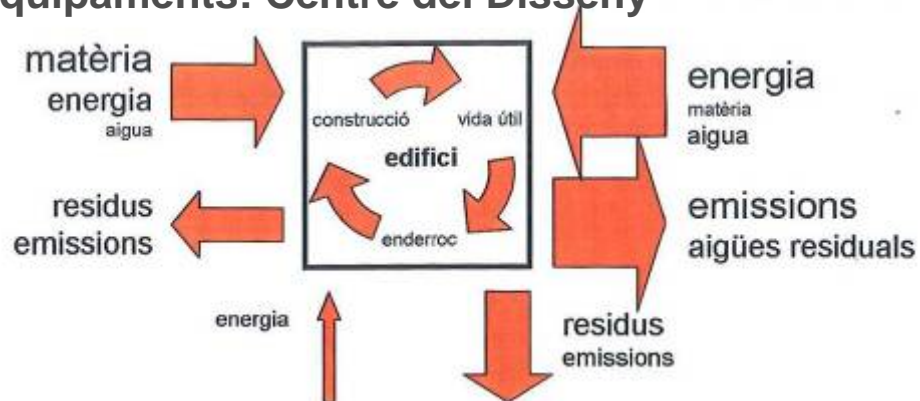 quipaments: Centre del Disseny
matèria
energia
aigua
residus
emissions
construcció
vida útil
edifici
enderroc
energia
matèria
aigua
emissions
aigües residuals
energia
residus
emissions